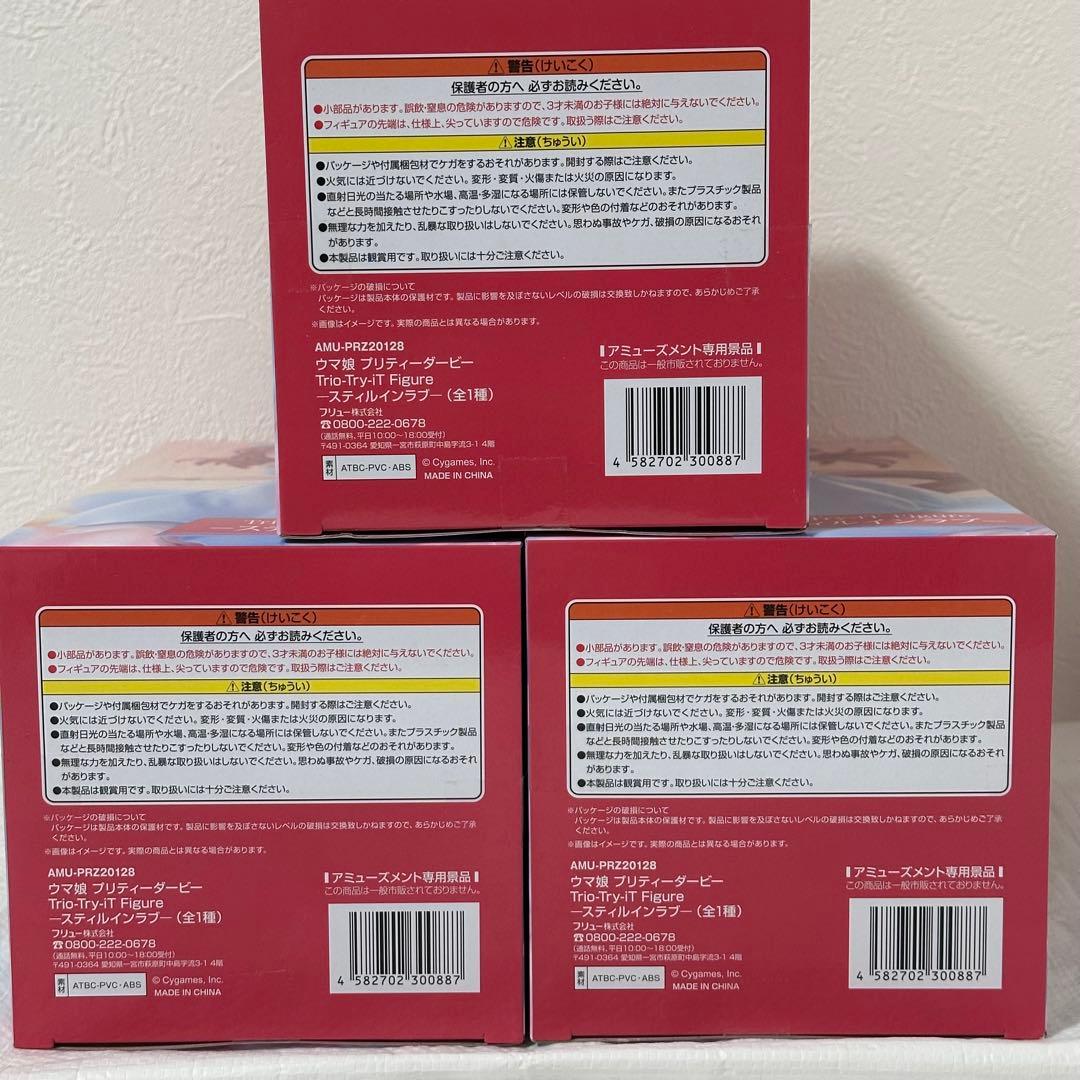 ⚠警告(けいこく)
保護者の方へ 必ずお読みください。
●小部品があります。誤飲・窒息の危険がありますので、3才未満のお子様には絶対に与えないでください。
●フィギュアの先端は、仕様上、尖っていますので危険です。取扱う際はご注意ください。
⚠注意(ちゅうい)
●パッケージや付属梱包材でケガをするおそれがあります。開封する際はご注意ください。
●火気には近づけないでください。変形・変質・火傷または火災の原因になります。
●直射日光の当たる場所や水場、高温・多湿になる場所には保管しないでください。またプラスチック製品
などと長時間接触させたりこすったりしないでください。変形や色の付着などのおそれがあります。
●無理な力を加えたり、乱暴な取り扱いはしないでください。思わぬ事故やケガ、破損の原因になるおそれ
があります。
●本製品は観賞用です。取り扱いには十分ご注意ください。
※パッケージの破損について
パッケージは製品本体の保護材です。製品に影響を及ぼさないレベルの破損は交換致しかねますので、あらかじめご了承
ください。
※画像はイメージです。実際の商品とは異なる場合があります。
AMU-PRZ20128
ウマ娘 プリティーダービー
Trio-Try-iT Figure
―スティルインラブ―(全1種)
フリュー株式会社
☎0800-222-0678
(通話無料、平日10:00〜18:00受付)
〒491-0364 愛知県一宮市萩原町中島字流3-1 4階
素材 ATBC-PVC・ABS
© Cygames, Inc.
MADE IN CHINA
アミューズメント専用景品
この商品は一般市販されておりません。
4 582702 300887
⚠警告(けいこく)
保護者の方へ 必ずお読みください。
●小部品があります。誤飲・窒息の危険がありますので、3才未満のお子様には絶対に与えないでください。
●フィギュアの先端は、仕様上、尖っていますので危険です。取扱う際はご注意ください。
⚠注意(ちゅうい)
●パッケージや付属梱包材でケガをするおそれがあります。開封する際はご注意ください。
●火気には近づけないでください。変形・変質・火傷または火災の原因になります。
●直射日光の当たる場所や水場、高温・多湿になる場所には保管しないでください。またプラスチック製品
などと長時間接触させたりこすったりしないでください。変形や色の付着などのおそれがあります。
●無理な力を加えたり、乱暴な取り扱いはしないでください。思わぬ事故やケガ、破損の原因になるおそれ
があります。
●本製品は観賞用です。取り扱いには十分ご注意ください。
※パッケージの破損について
パッケージは製品本体の保護材です。製品に影響を及ぼさないレベルの破損は交換致しかねますので、あらかじめご了承
ください。
※画像はイメージです。実際の商品とは異なる場合があります。
AMU-PRZ20128
ウマ娘 プリティーダービー
Trio-Try-iT Figure
―スティルインラブ―(全1種)
フリュー株式会社
☎0800-222-0678
(通話無料、平日10:00〜18:00受付)
〒491-0364 愛知県一宮市萩原町中島字流3-1 4階
素材 ATBC-PVC・ABS
© Cygames, Inc.
MADE IN CHINA
アミューズメント専用景品
この商品は一般市販されておりません。
4 582702 300887
⚠警告(けいこく)
保護者の方へ 必ずお読みください。
●小部品があります。誤飲・窒息の危険がありますので、3才未満のお子様には絶対に与えないでください。
●フィギュアの先端は、仕様上、尖っていますので危険です。取扱う際はご注意ください。
⚠注意(ちゅうい)
●パッケージや付属梱包材でケガをするおそれがあります。開封する際はご注意ください。
●火気には近づけないでください。変形・変質・火傷または火災の原因になります。
●直射日光の当たる場所や水場、高温・多湿になる場所には保管しないでください。またプラスチック製品
などと長時間接触させたりこすったりしないでください。変形や色の付着などのおそれがあります。
●無理な力を加えたり、乱暴な取り扱いはしないでください。思わぬ事故やケガ、破損の原因になるおそれ
があります。
●本製品は観賞用です。取り扱いには十分ご注意ください。
※パッケージの破損について
パッケージは製品本体の保護材です。製品に影響を及ぼさないレベルの破損は交換致しかねますので、あらかじめご了承
ください。
※画像はイメージです。実際の商品とは異なる場合があります。
AMU-PRZ20128
ウマ娘 プリティーダービー
Trio-Try-iT Figure
―スティルインラブ―(全1種)
フリュー株式会社
☎0800-222-0678
(通話無料、平日10:00〜18:00受付)
〒491-0364 愛知県一宮市萩原町中島字流3-1 4階
素材 ATBC-PVC・ABS
© Cygames, Inc.
MADE IN CHINA
アミューズメント専用景品
この商品は一般市販されておりません。
4 582702 300887